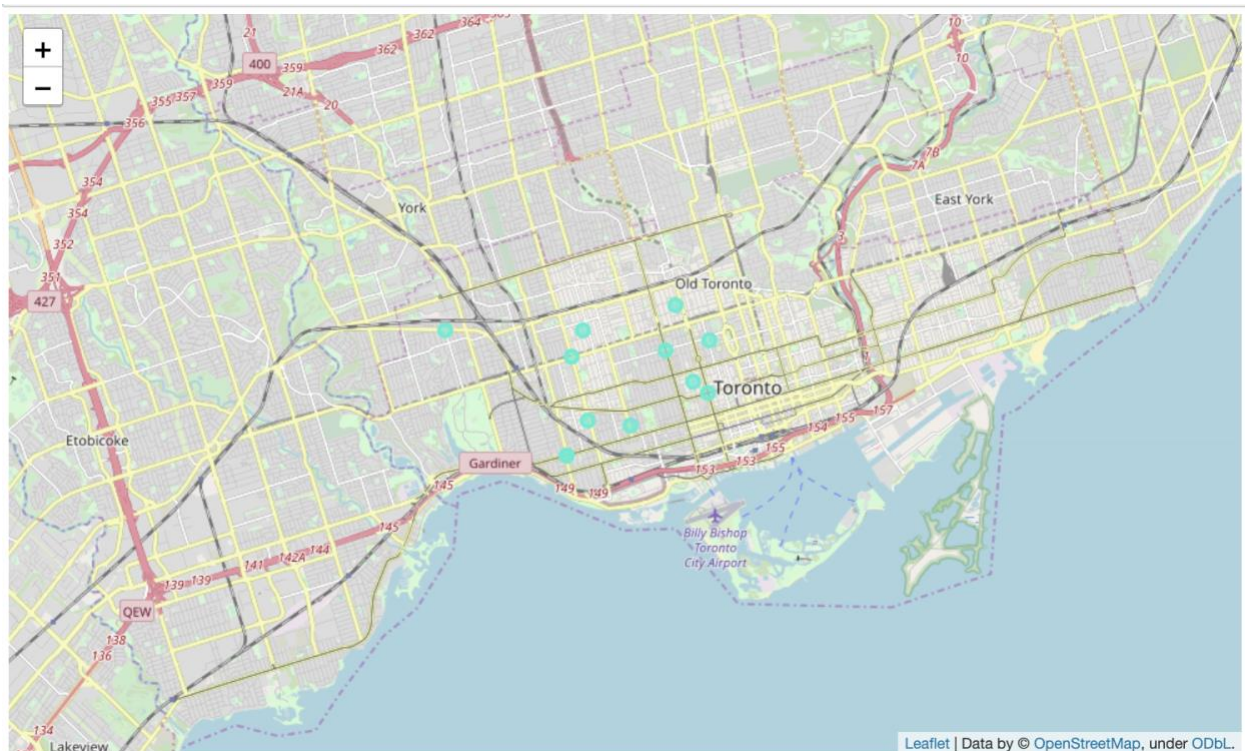 +
−
21
364
363
10
362
362
10
400
359
359
21A
20
355
357
356
7B
7A
354
York
East York
354
3
352
351
Old Toronto
427
Toronto
157
155
154
Etobicoke
155
Gardiner
153
153
145
149
149
Billy Bishop
Toronto
City Airport
145
142A
144
141
139
139
QEW
138
136
134
Lakeview
Leaflet | Data by © OpenStreetMap, under ODbL.